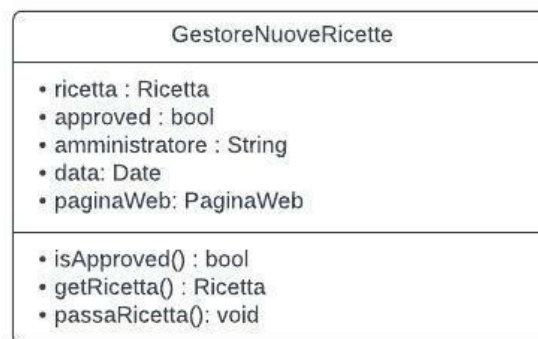 GestoreNuoveRicette
• ricetta : Ricetta
• approved : bool
• amministratore : String
• data: Date
• paginaWeb: PaginaWeb
• isApproved() : bool
• getRicetta() : Ricetta
• passaRicetta(): void